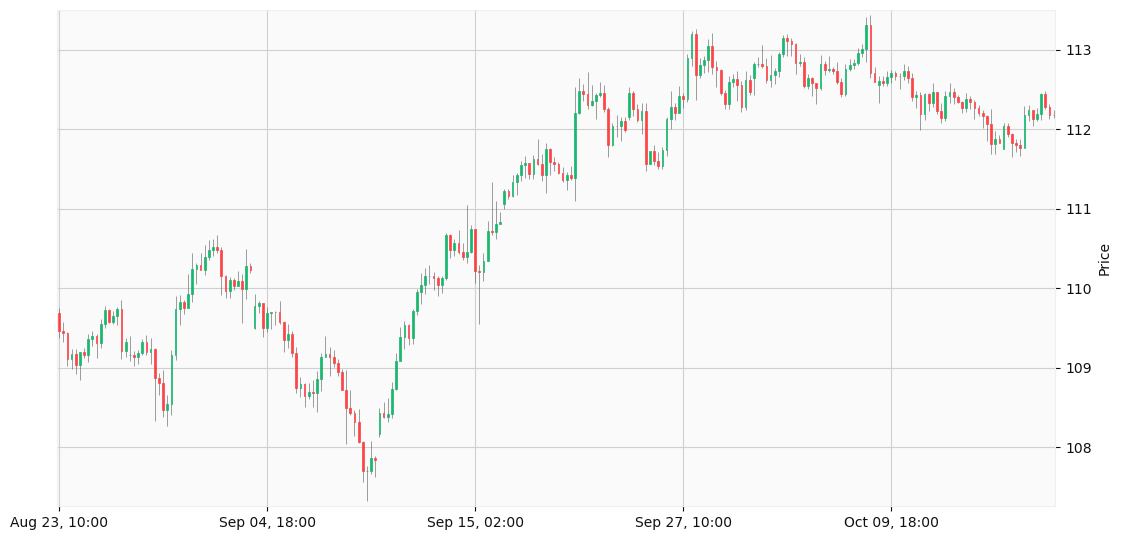 113
112
111
110
109
108
Price
Aug 23, 10:00
Sep 04, 18:00
Sep 15, 02:00
Sep 27, 10:00
Oct 09, 18:00